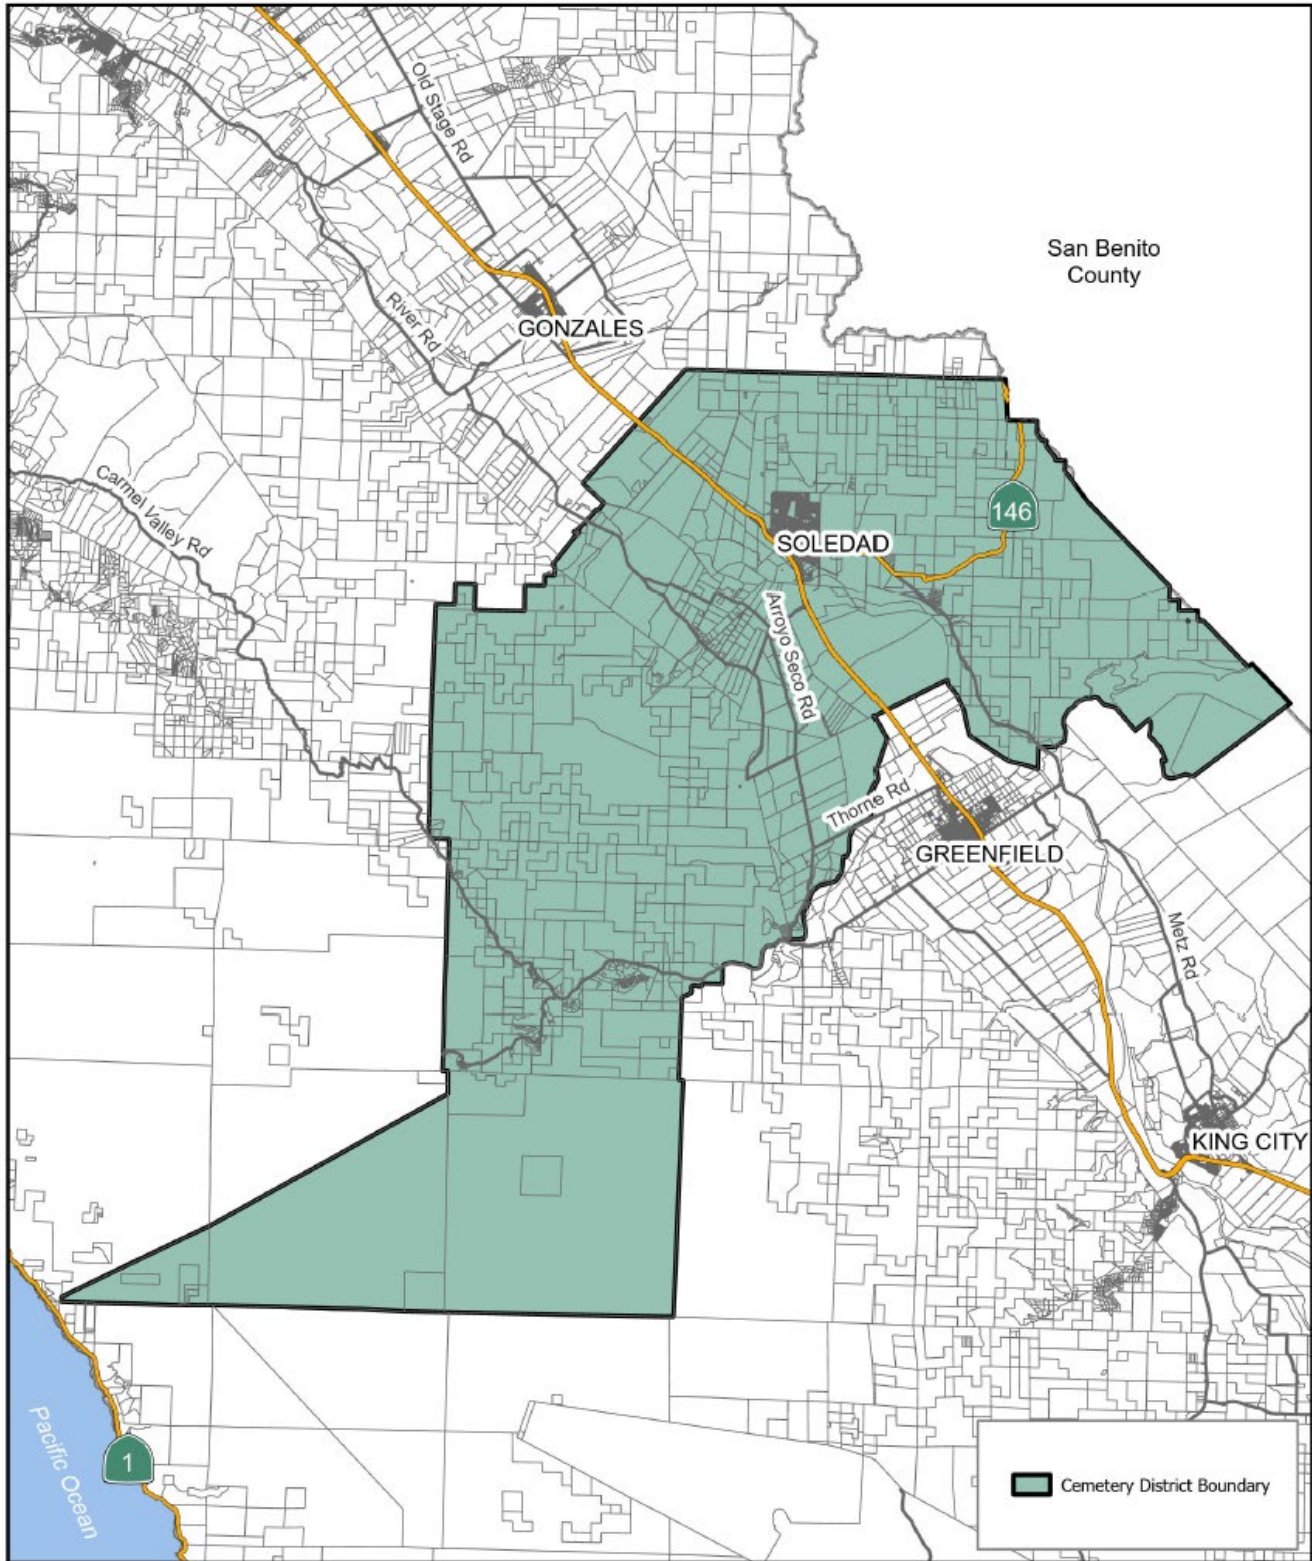 Old Stage Rd
San Benito
County
River Rd
GONZALES
Carmel Valley Rd
146
SOLEDAD
Arroyo Seco Rd
Thorne Rd
GREENFIELD
Metz Rd
KING CITY
Pacific Ocean
1
Cemetery District Boundary